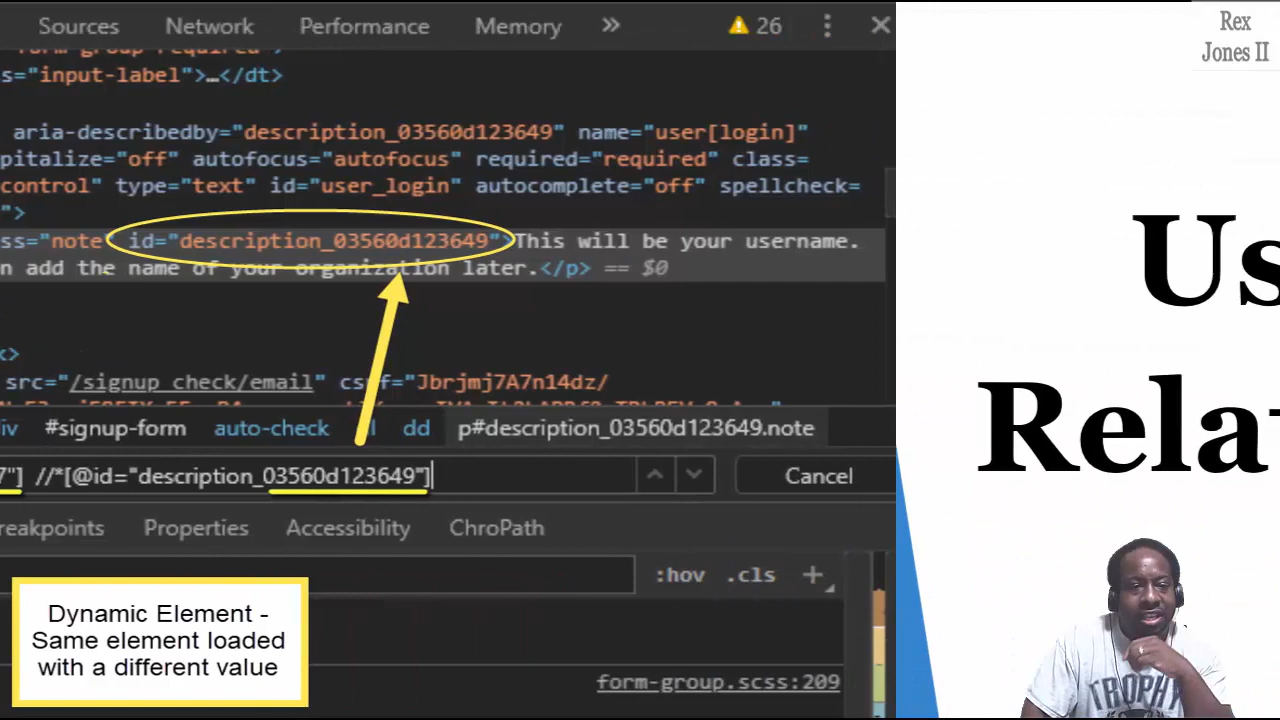 Sources Network Performance Memory » 26
Rex
Jones II
s="input-label">…</dt>
aria-describedby="description_03560d123649" name="user[login]"
pitalize="off" autofocus="autofocus" required="required" class=
control" type="text" id="user_login" autocomplete="off" spellcheck=
">
ss="note" id="description_03560d123649">This will be your username.
n add the name of your organization later.</p> == $0
Us
>
src="/signup_check/email" csrf="Jbrjmj7A7n14dz/
Rela
iv #signup-form auto-check dd p#description_03560d123649.note
7"] //*[@id="description_03560d123649"] Cancel
reakpoints Properties Accessibility ChroPath
:hov .cls +
Dynamic Element -
Same element loaded
with a different value
form-group.scss:209
TROPHY